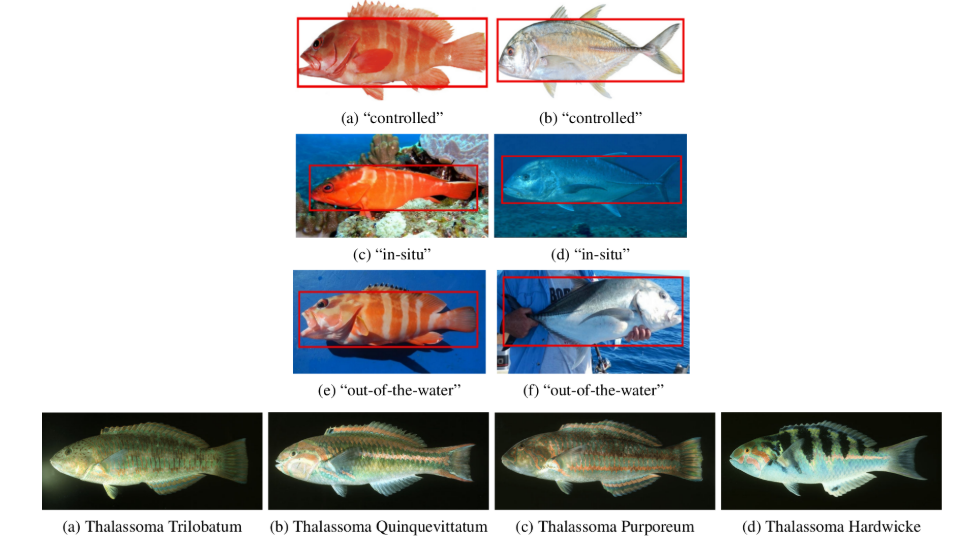 (a) “controlled”
(b) “controlled”
(c) “in-situ”
(d) “in-situ”
(e) “out-of-the-water”
(f) “out-of-the-water”
(a) Thalassoma Trilobatum
(b) Thalassoma Quinquevittatum
(c) Thalassoma Purporeum
(d) Thalassoma Hardwicke